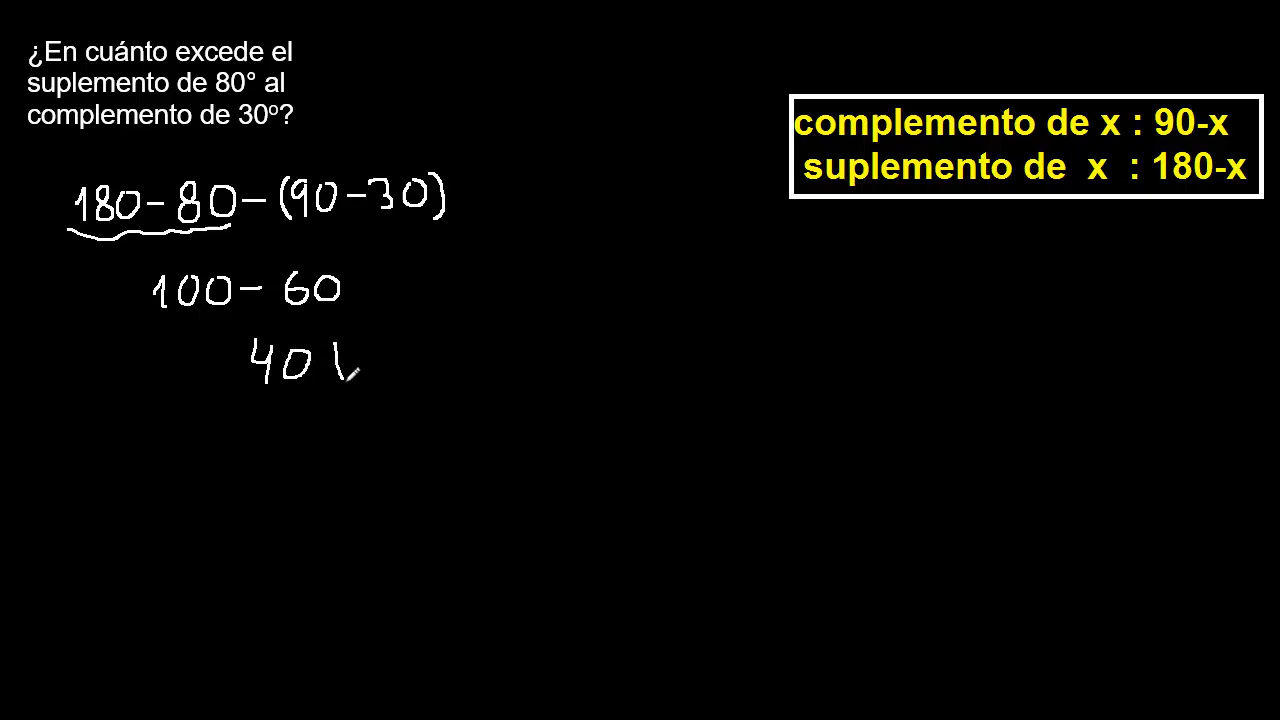 ¿En cuánto excede el
suplemento de 80° al
complemento de 30º?
complemento de x : 90-x
suplemento de x : 180-x
180-80-(90-30)
100-60
40